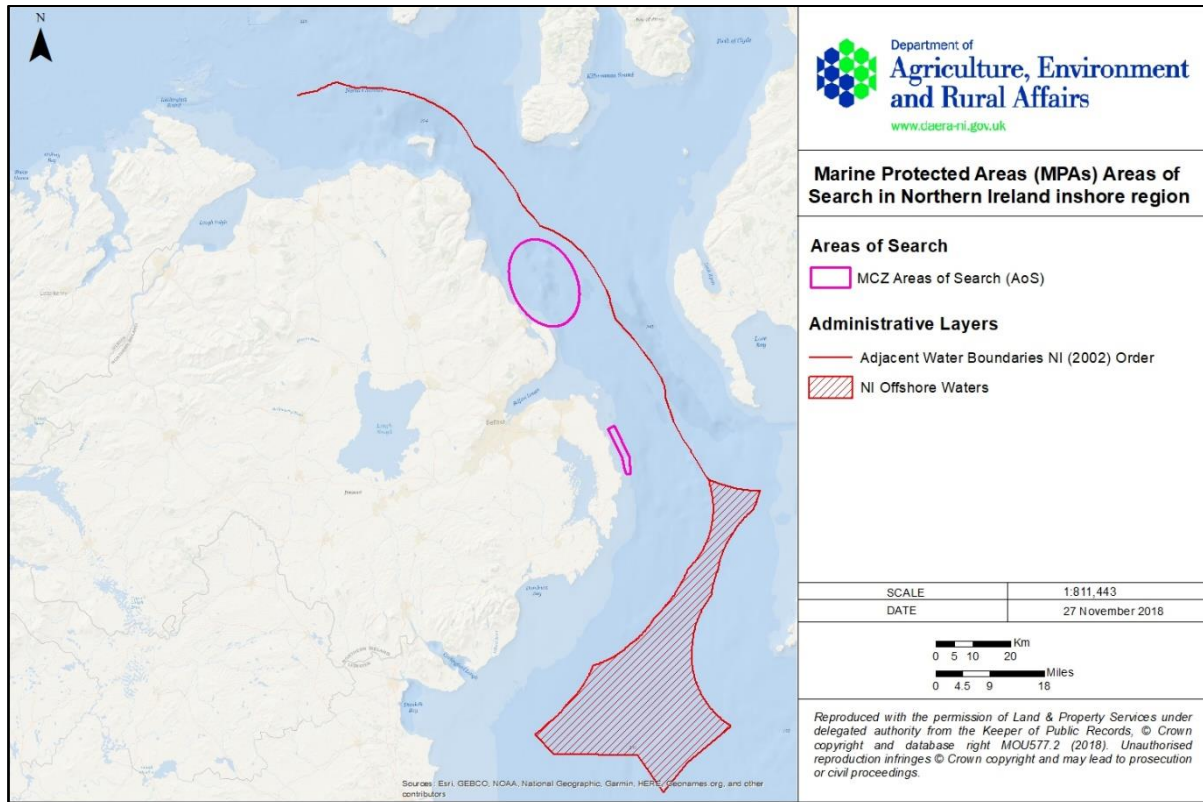 N
Department of
Agriculture, Environment
and Rural Affairs
www.daera-ni.gov.uk
Marine Protected Areas (MPAs) Areas of
Search in Northern Ireland inshore region
Areas of Search
MCZ Areas of Search (AoS)
Administrative Layers
Adjacent Water Boundaries NI (2002) Order
NI Offshore Waters
SCALE
1:811,443
DATE
27 November 2018
Km
0 5 10 20
Miles
0 4.5 9 18
Reproduced with the permission of Land & Property Services under
delegated authority from the Keeper of Public Records, © Crown
copyright and database right MOU577.2 (2018). Unauthorised
reproduction infringes © Crown copyright and may lead to prosecution
or civil proceedings.
Belfast
Sources: Esri, GEBCO, NOAA, National Geographic, Garmin, HERE, Geonames.org, and other
contributors